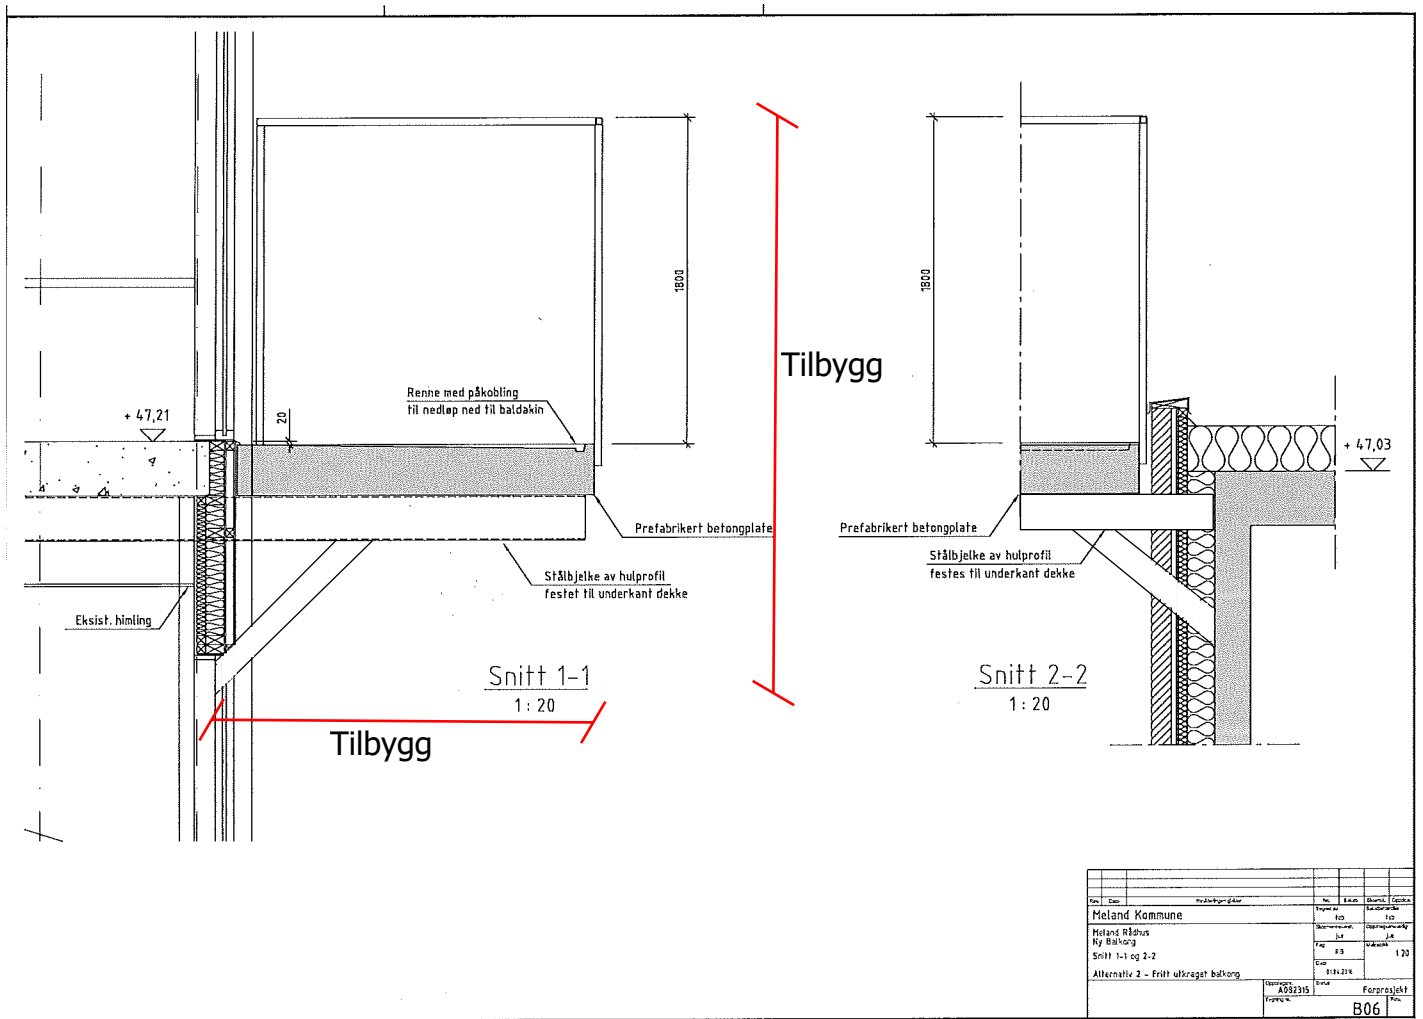 1800
1800
Tilbygg
Renne med påkobling
til nedløp ned til baldakin
20
+ 47,21
+ 47,03
Prefabrikert betongplate
Prefabrikert betongplate
Stålbjelke av hulprofil
festes til underkant dekke
Stålbjelke av hulprofil
festet til underkant dekke
Eksist. himling
Snitt 1-1
1 : 20
Snitt 2-2
1 : 20
Tilbygg
Meland Kommune
Meland Rådhus
Ny Balkong
Snitt 1-1 og 2-2
Alternativ 2 - Fritt utkraget balkong
1:20
A082315
Forprosjekt
B06